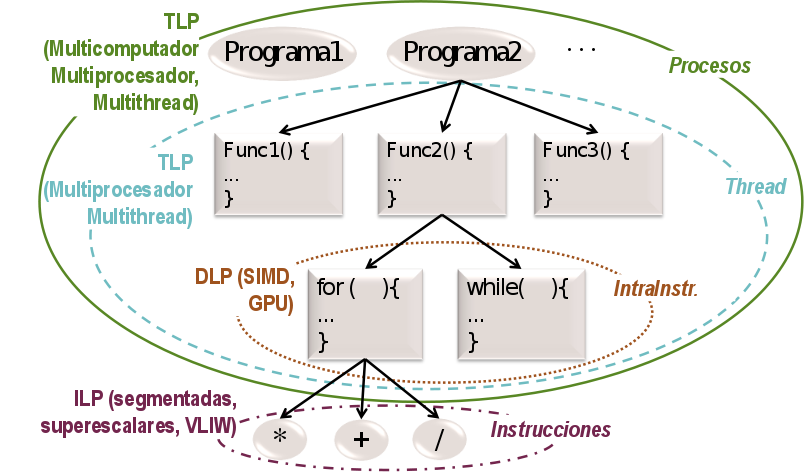 TLP
(Multicomputador
Multiprocesador,
Multithread)
Programa1
Programa2
. . .
Procesos
TLP
(Multiprocesador
Multithread)
Func1() {
...
}
Func2() {
...
}
Func3() {
...
}
Thread
DLP (SIMD,
GPU)
for ( ){
...
}
while( ){
...
}
IntraInstr.
ILP (segmentadas,
superescalares, VLIW)
*
+
/
Instrucciones